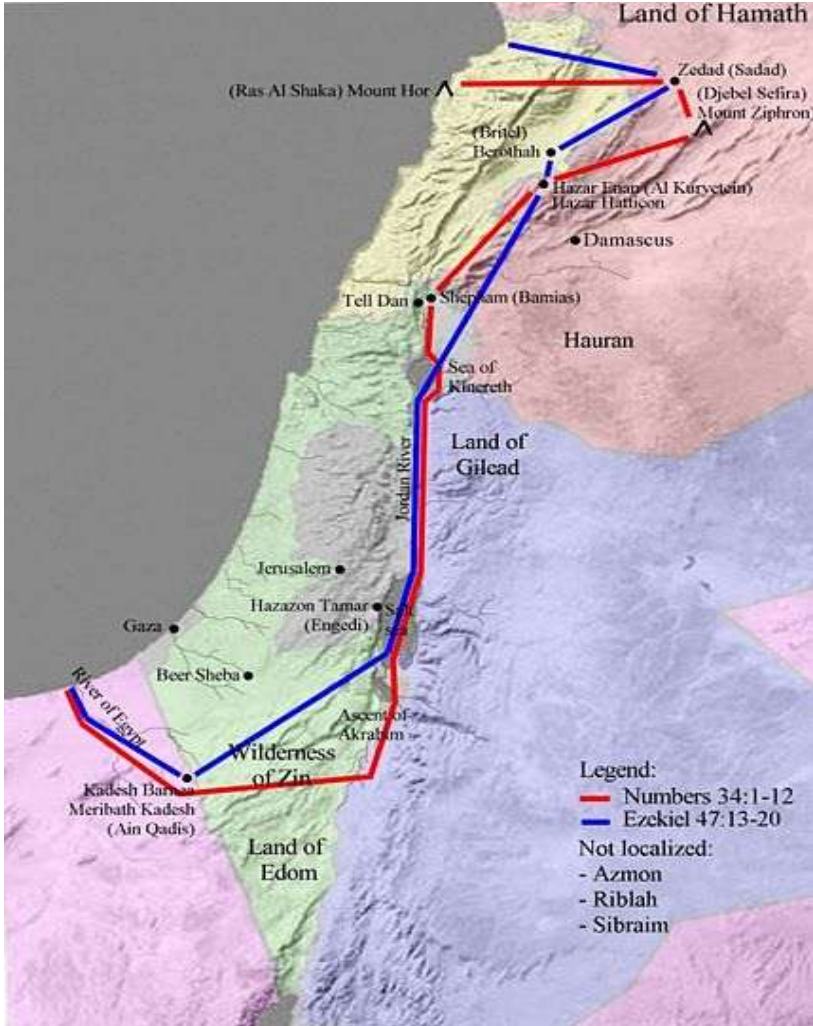 Land of Hamath
Zedad (Sadad)
(Ras Al Shaka) Mount Hor
(Djebel Sefira)
Mount Ziphron)
(Britel)
Berothah
Hazar Enan (Al Kuryetein)
Hazar Hatticon
Damascus
Tell Dan
Shepham (Bamias)
Hauran
Sea of
Kinereth
Land of
Gilead
Jordan River
Jerusalem
Hazazon Tamar
(Engedi)
Salt
sea
Gaza
Beer Sheba
River of Egypt
Ascent of
Akrabim
Wilderness
of Zin
Kadesh Barnea
Meribath Kadesh
(Ain Qadis)
Land of
Edom
Legend:
Numbers 34:1-12
Ezekiel 47:13-20
Not localized:
- Azmon
- Riblah
- Sibraim